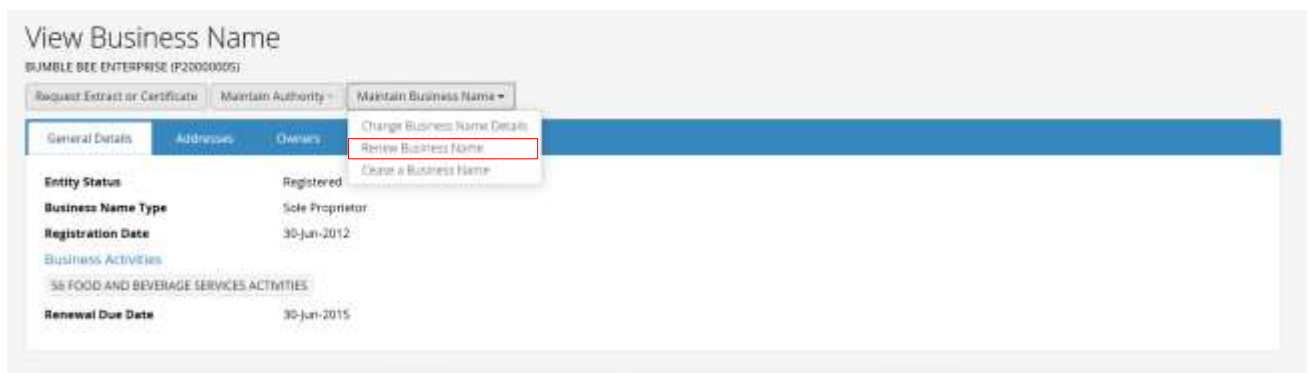 View Business Name
BUMBLE BEE ENTERPRISE (P20000005)
Request Extract or Certificate Maintain Authority Maintain Business Name
General Details Addresses Owners
Change Business Name Details
Renew Business Name
Cease a Business Name
Entity Status Registered
Business Name Type Sole Proprietor
Registration Date 30-Jun-2012
Business Activities
56 FOOD AND BEVERAGE SERVICES ACTIVITIES
Renewal Due Date 30-Jun-2015